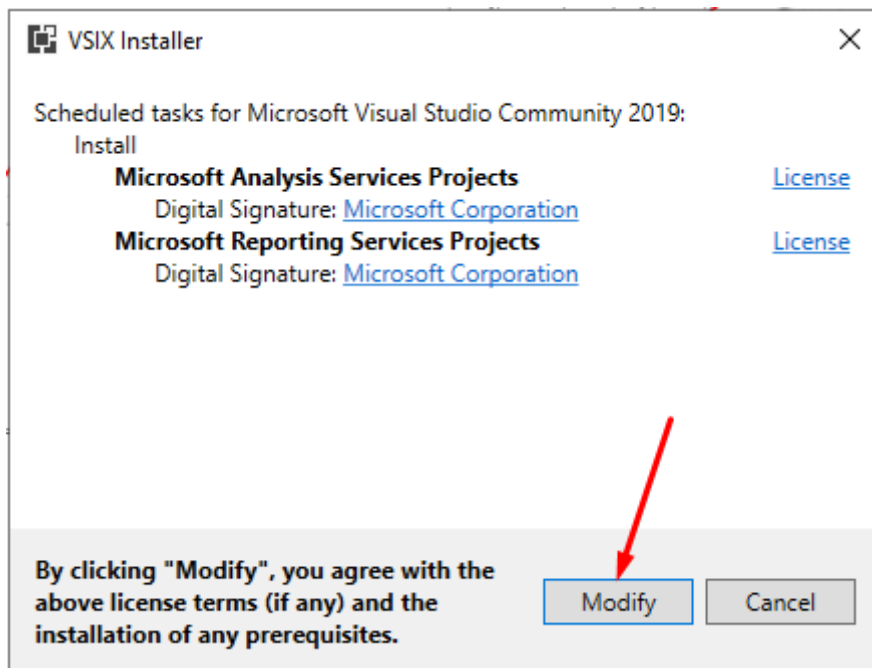 VSIX Installer
Scheduled tasks for Microsoft Visual Studio Community 2019:
Install
Microsoft Analysis Services Projects License
Digital Signature: Microsoft Corporation
Microsoft Reporting Services Projects License
Digital Signature: Microsoft Corporation
By clicking "Modify", you agree with the
above license terms (if any) and the
installation of any prerequisites.
Modify Cancel